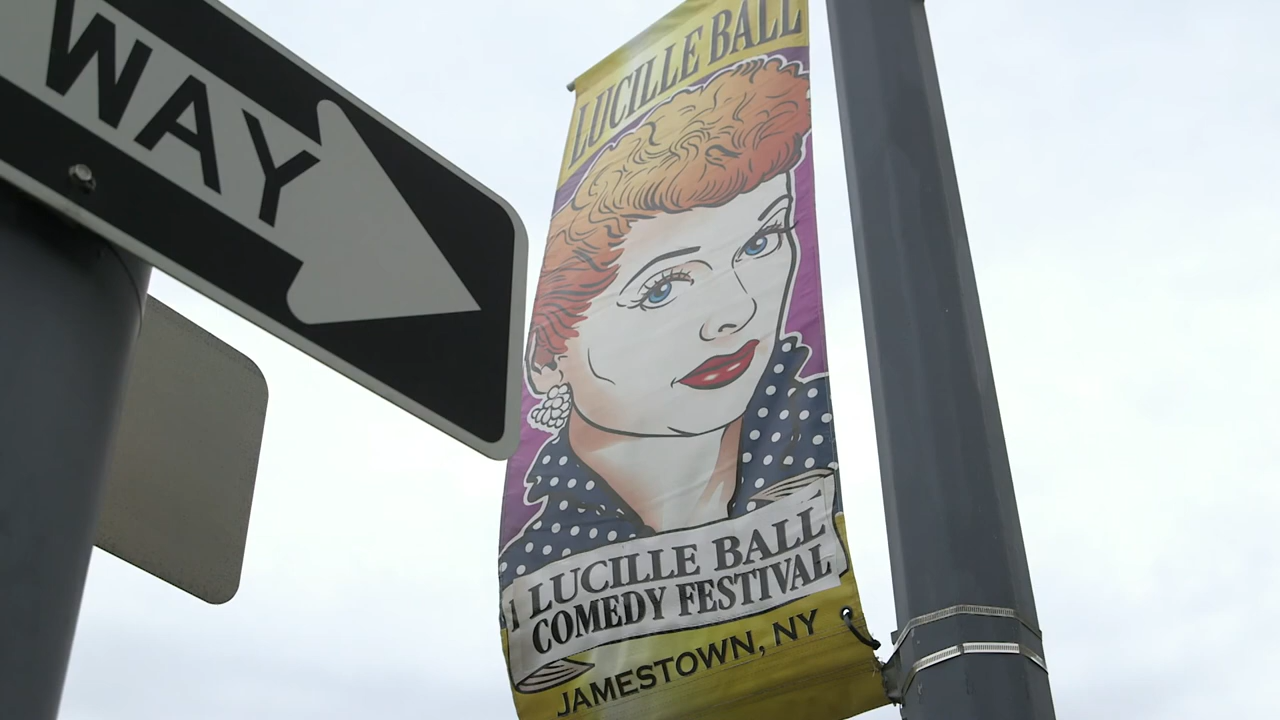 WAY
LUCILLE BALL
LUCILLE BALL
COMEDY FESTIVAL
JAMESTOWN, NY